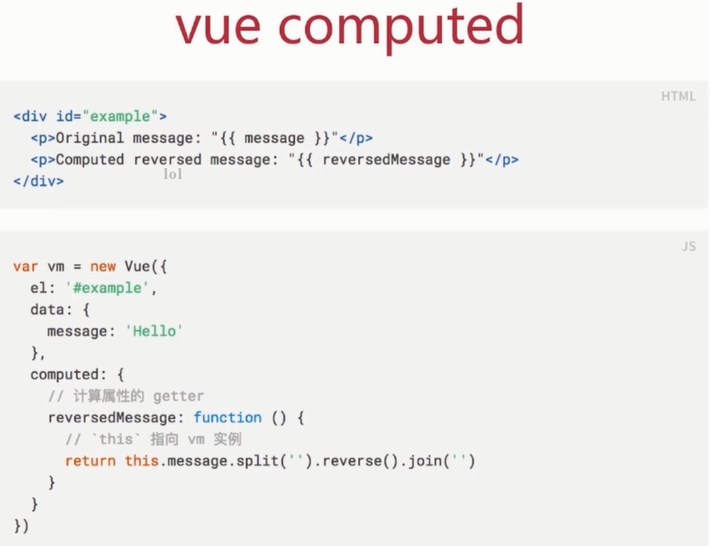 vue computed
HTML
<div id="example">
  <p>Original message: "{{ message }}"</p>
  <p>Computed reversed message: "{{ reversedMessage }}"</p>
lol
</div>
JS
var vm = new Vue({
  el: '#example',
  data: {
    message: 'Hello'
  },
  computed: {
    // 计算属性的 getter
    reversedMessage: function () {
      // `this` 指向 vm 实例
      return this.message.split('').reverse().join('')
    }
  }
})